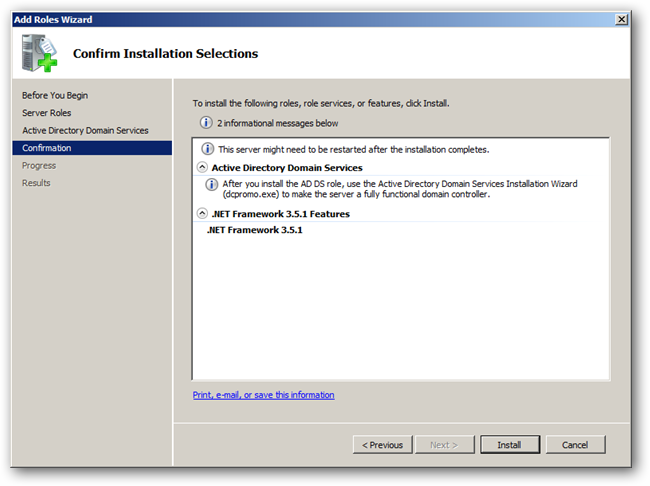 Add Roles Wizard
Confirm Installation Selections
Before You Begin
Server Roles
Active Directory Domain Services
Confirmation
Progress
Results
To install the following roles, role services, or features, click Install.
2 informational messages below
This server might need to be restarted after the installation completes.
Active Directory Domain Services
After you install the AD DS role, use the Active Directory Domain Services Installation Wizard
(dcpromo.exe) to make the server a fully functional domain controller.
.NET Framework 3.5.1 Features
.NET Framework 3.5.1
Print, e-mail, or save this information
< Previous
Next >
Install
Cancel